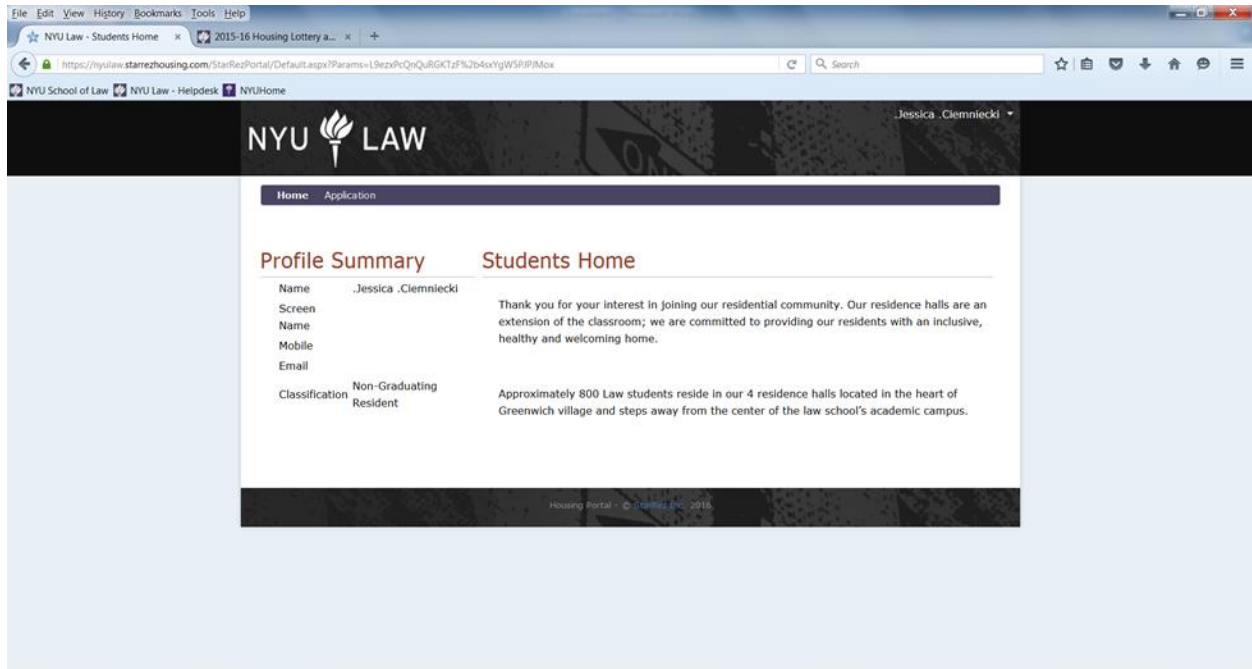 File Edit View History Bookmarks Tools Help
NYU Law - Students Home × 2015-16 Housing Lottery a... × +
https://nyulaw.starrezhousing.com/StarRezPortal/Default.aspx?Params= Search
NYU School of Law NYU Law - Helpdesk NYUHome
NYU LAW
.Jessica .Ciemniecki
Home Application
Profile Summary
Name .Jessica .Ciemniecki
Screen
Name
Mobile
Email
Classification Non-Graduating
Resident
Students Home
Thank you for your interest in joining our residential community. Our residence halls are an
extension of the classroom; we are committed to providing our residents with an inclusive,
healthy and welcoming home.
Approximately 800 Law students reside in our 4 residence halls located in the heart of
Greenwich village and steps away from the center of the law school's academic campus.
Housing Portal - © StarRez Inc. 2016